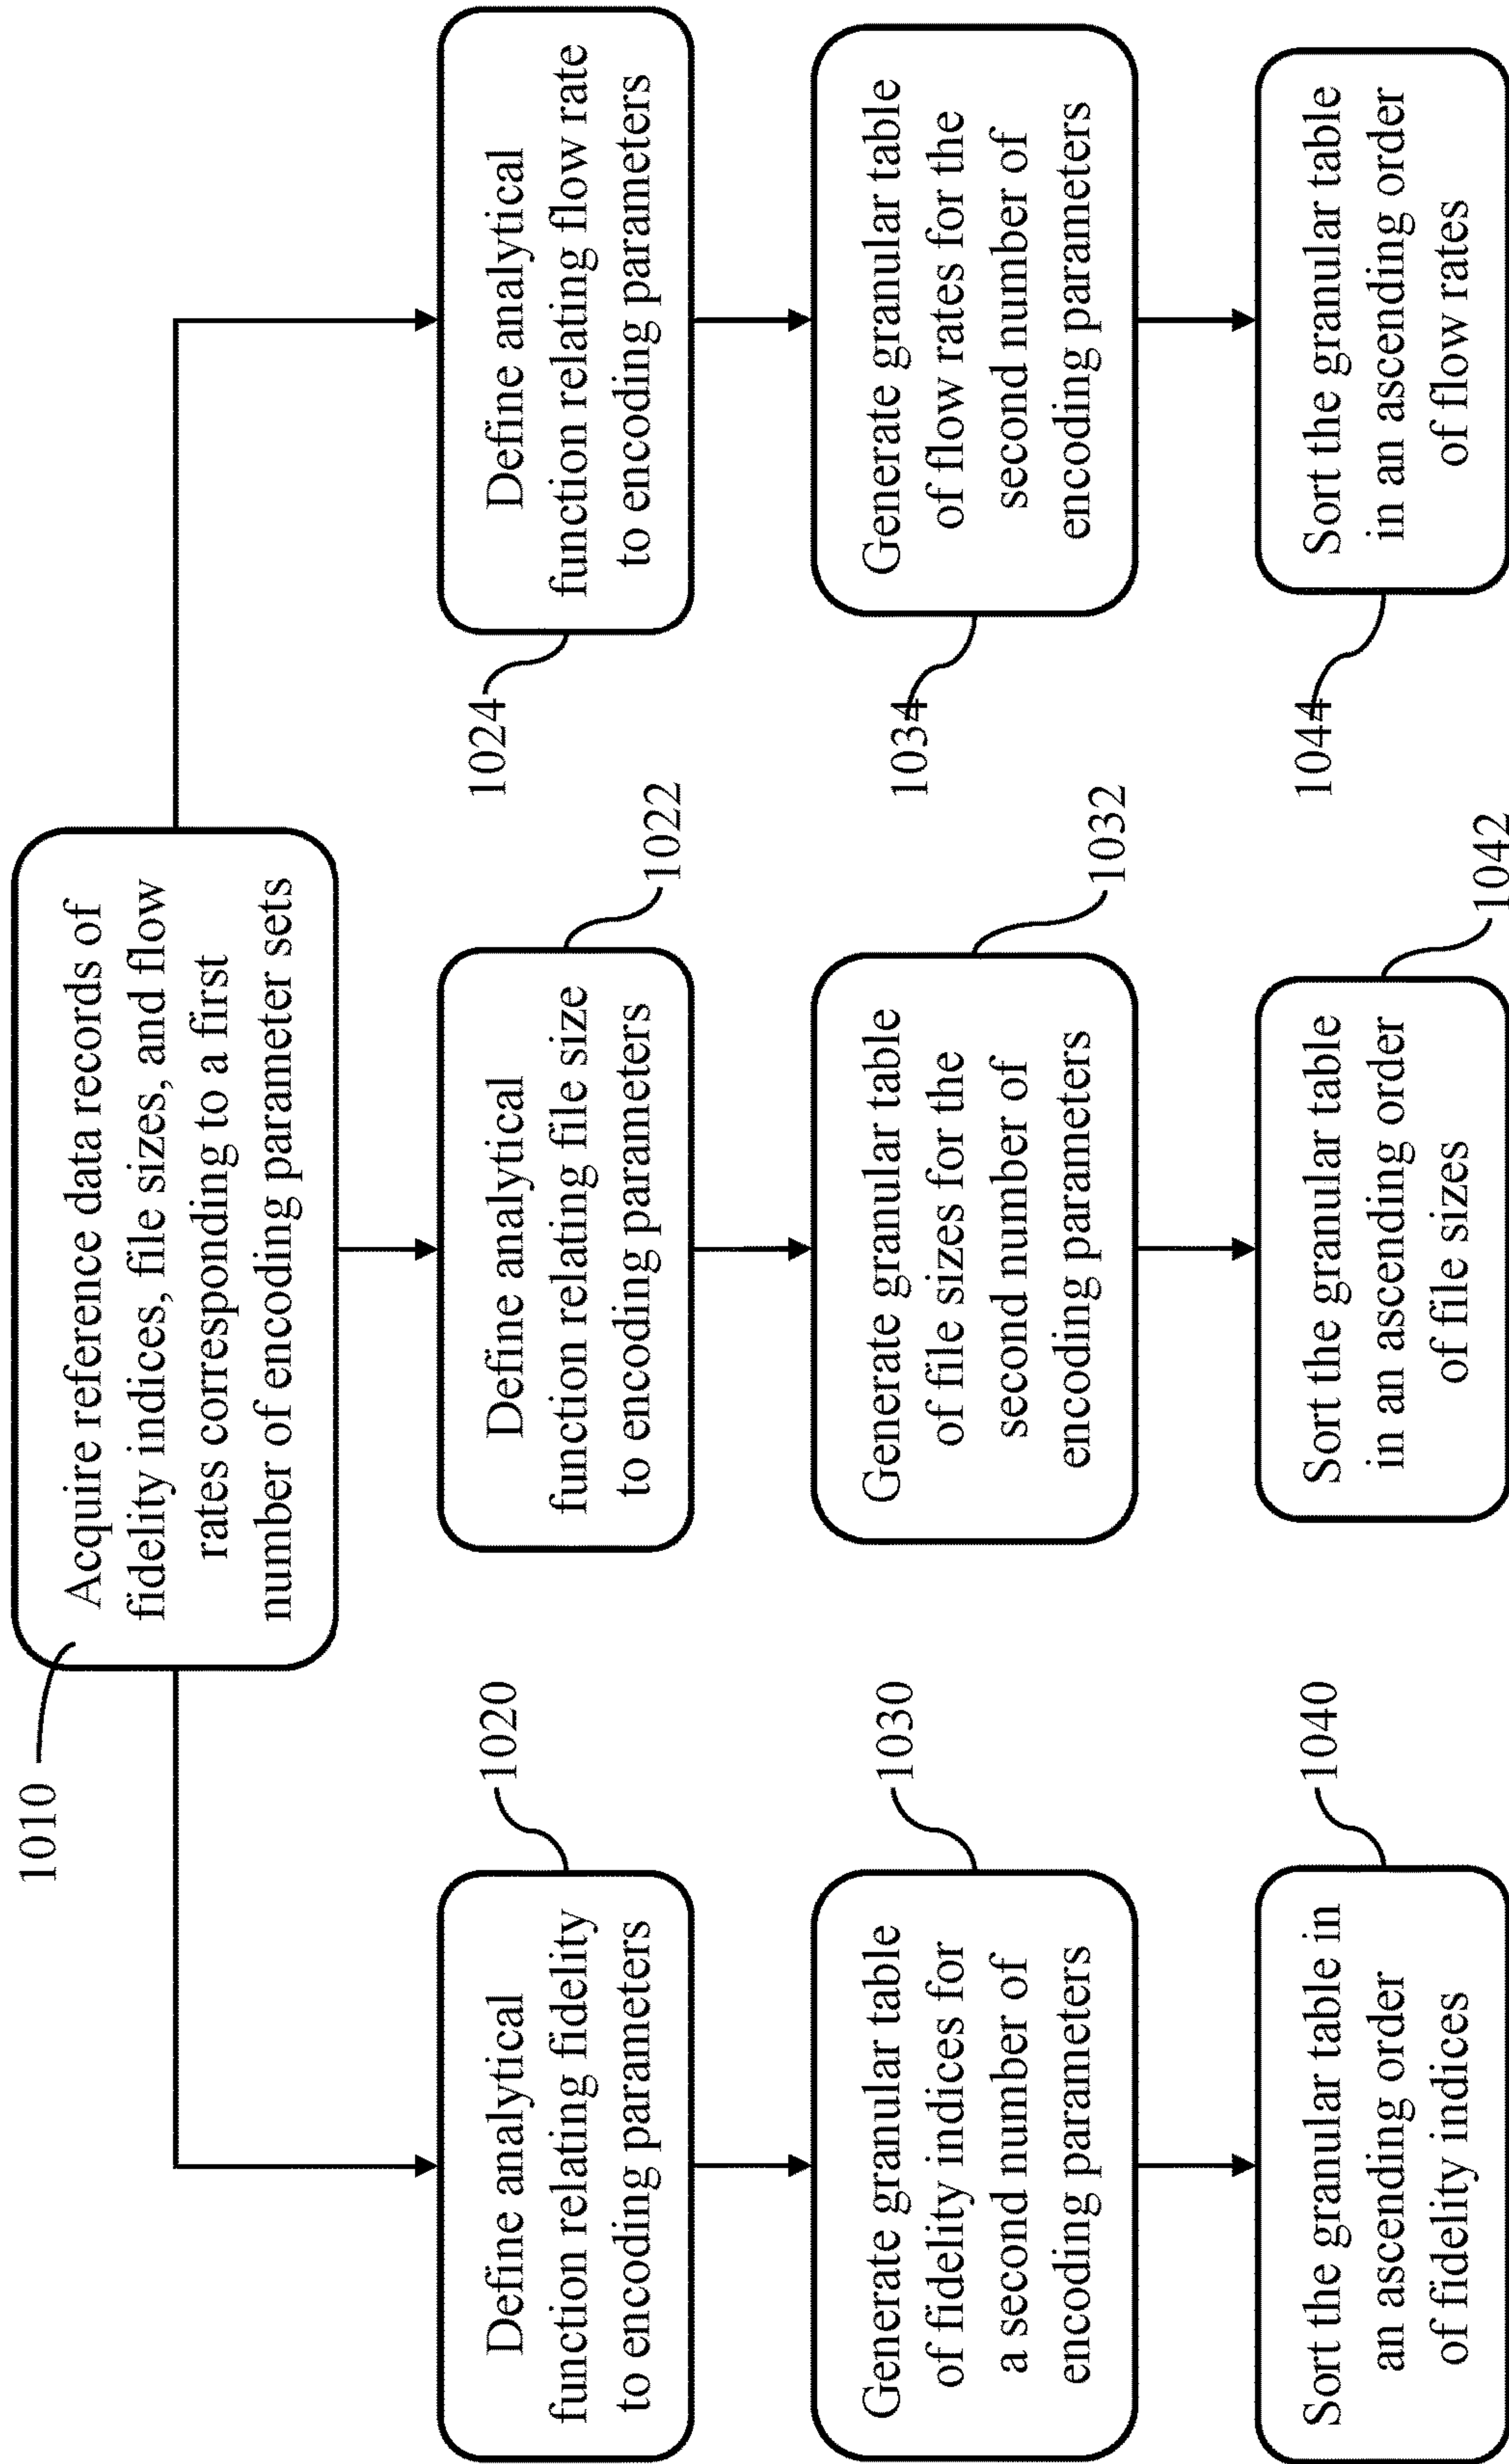 1010
Acquire reference data records of
fidelity indices, file sizes, and flow
rates corresponding to a first
number of encoding parameter sets
Define analytical
function relating fidelity
to encoding parameters
1020
Define analytical
function relating file size
to encoding parameters
1022
1024
Define analytical
function relating flow rate
to encoding parameters
Generate granular table
of fidelity indices for
a second number of
encoding parameters
1030
Generate granular table
of file sizes for the
second number of
encoding parameters
1032
1034
Generate granular table
of flow rates for the
second number of
encoding parameters
Sort the granular table in
an ascending order
of fidelity indices
1040
Sort the granular table
in an ascending order
of file sizes
1042
1044
Sort the granular table
in an ascending order
of flow rates